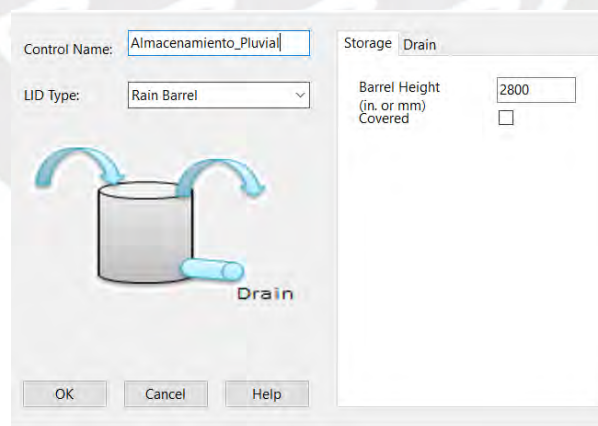 Control Name: Almacenamiento_Pluvial
LID Type: Rain Barrel
Drain
OK Cancel Help
Storage Drain
Barrel Height 2800
(in. or mm)
Covered